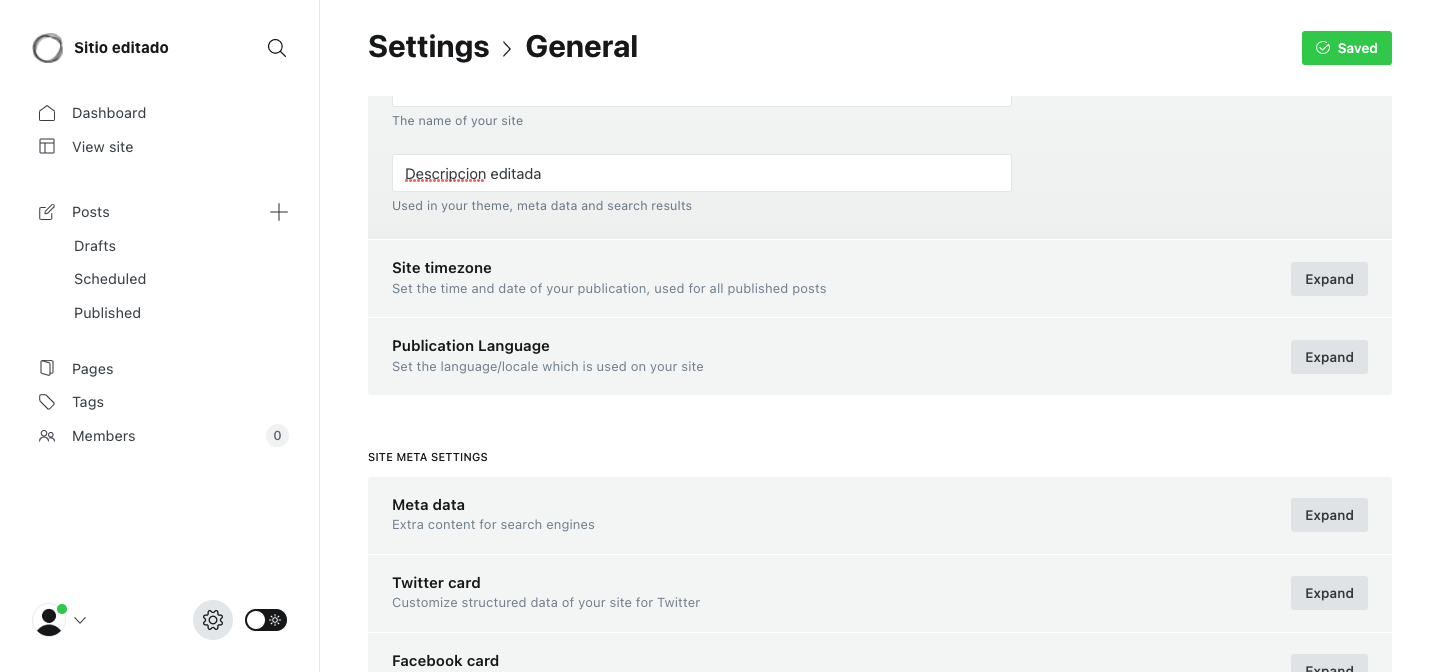 Sitio editado
Dashboard
View site
Posts
Drafts
Scheduled
Published
Pages
Tags
Members
0
Settings > General
Saved
The name of your site
Descripcion editada
Used in your theme, meta data and search results
Site timezone
Set the time and date of your publication, used for all published posts
Expand
Publication Language
Set the language/locale which is used on your site
Expand
SITE META SETTINGS
Meta data
Extra content for search engines
Expand
Twitter card
Customize structured data of your site for Twitter
Expand
Facebook card
Expand